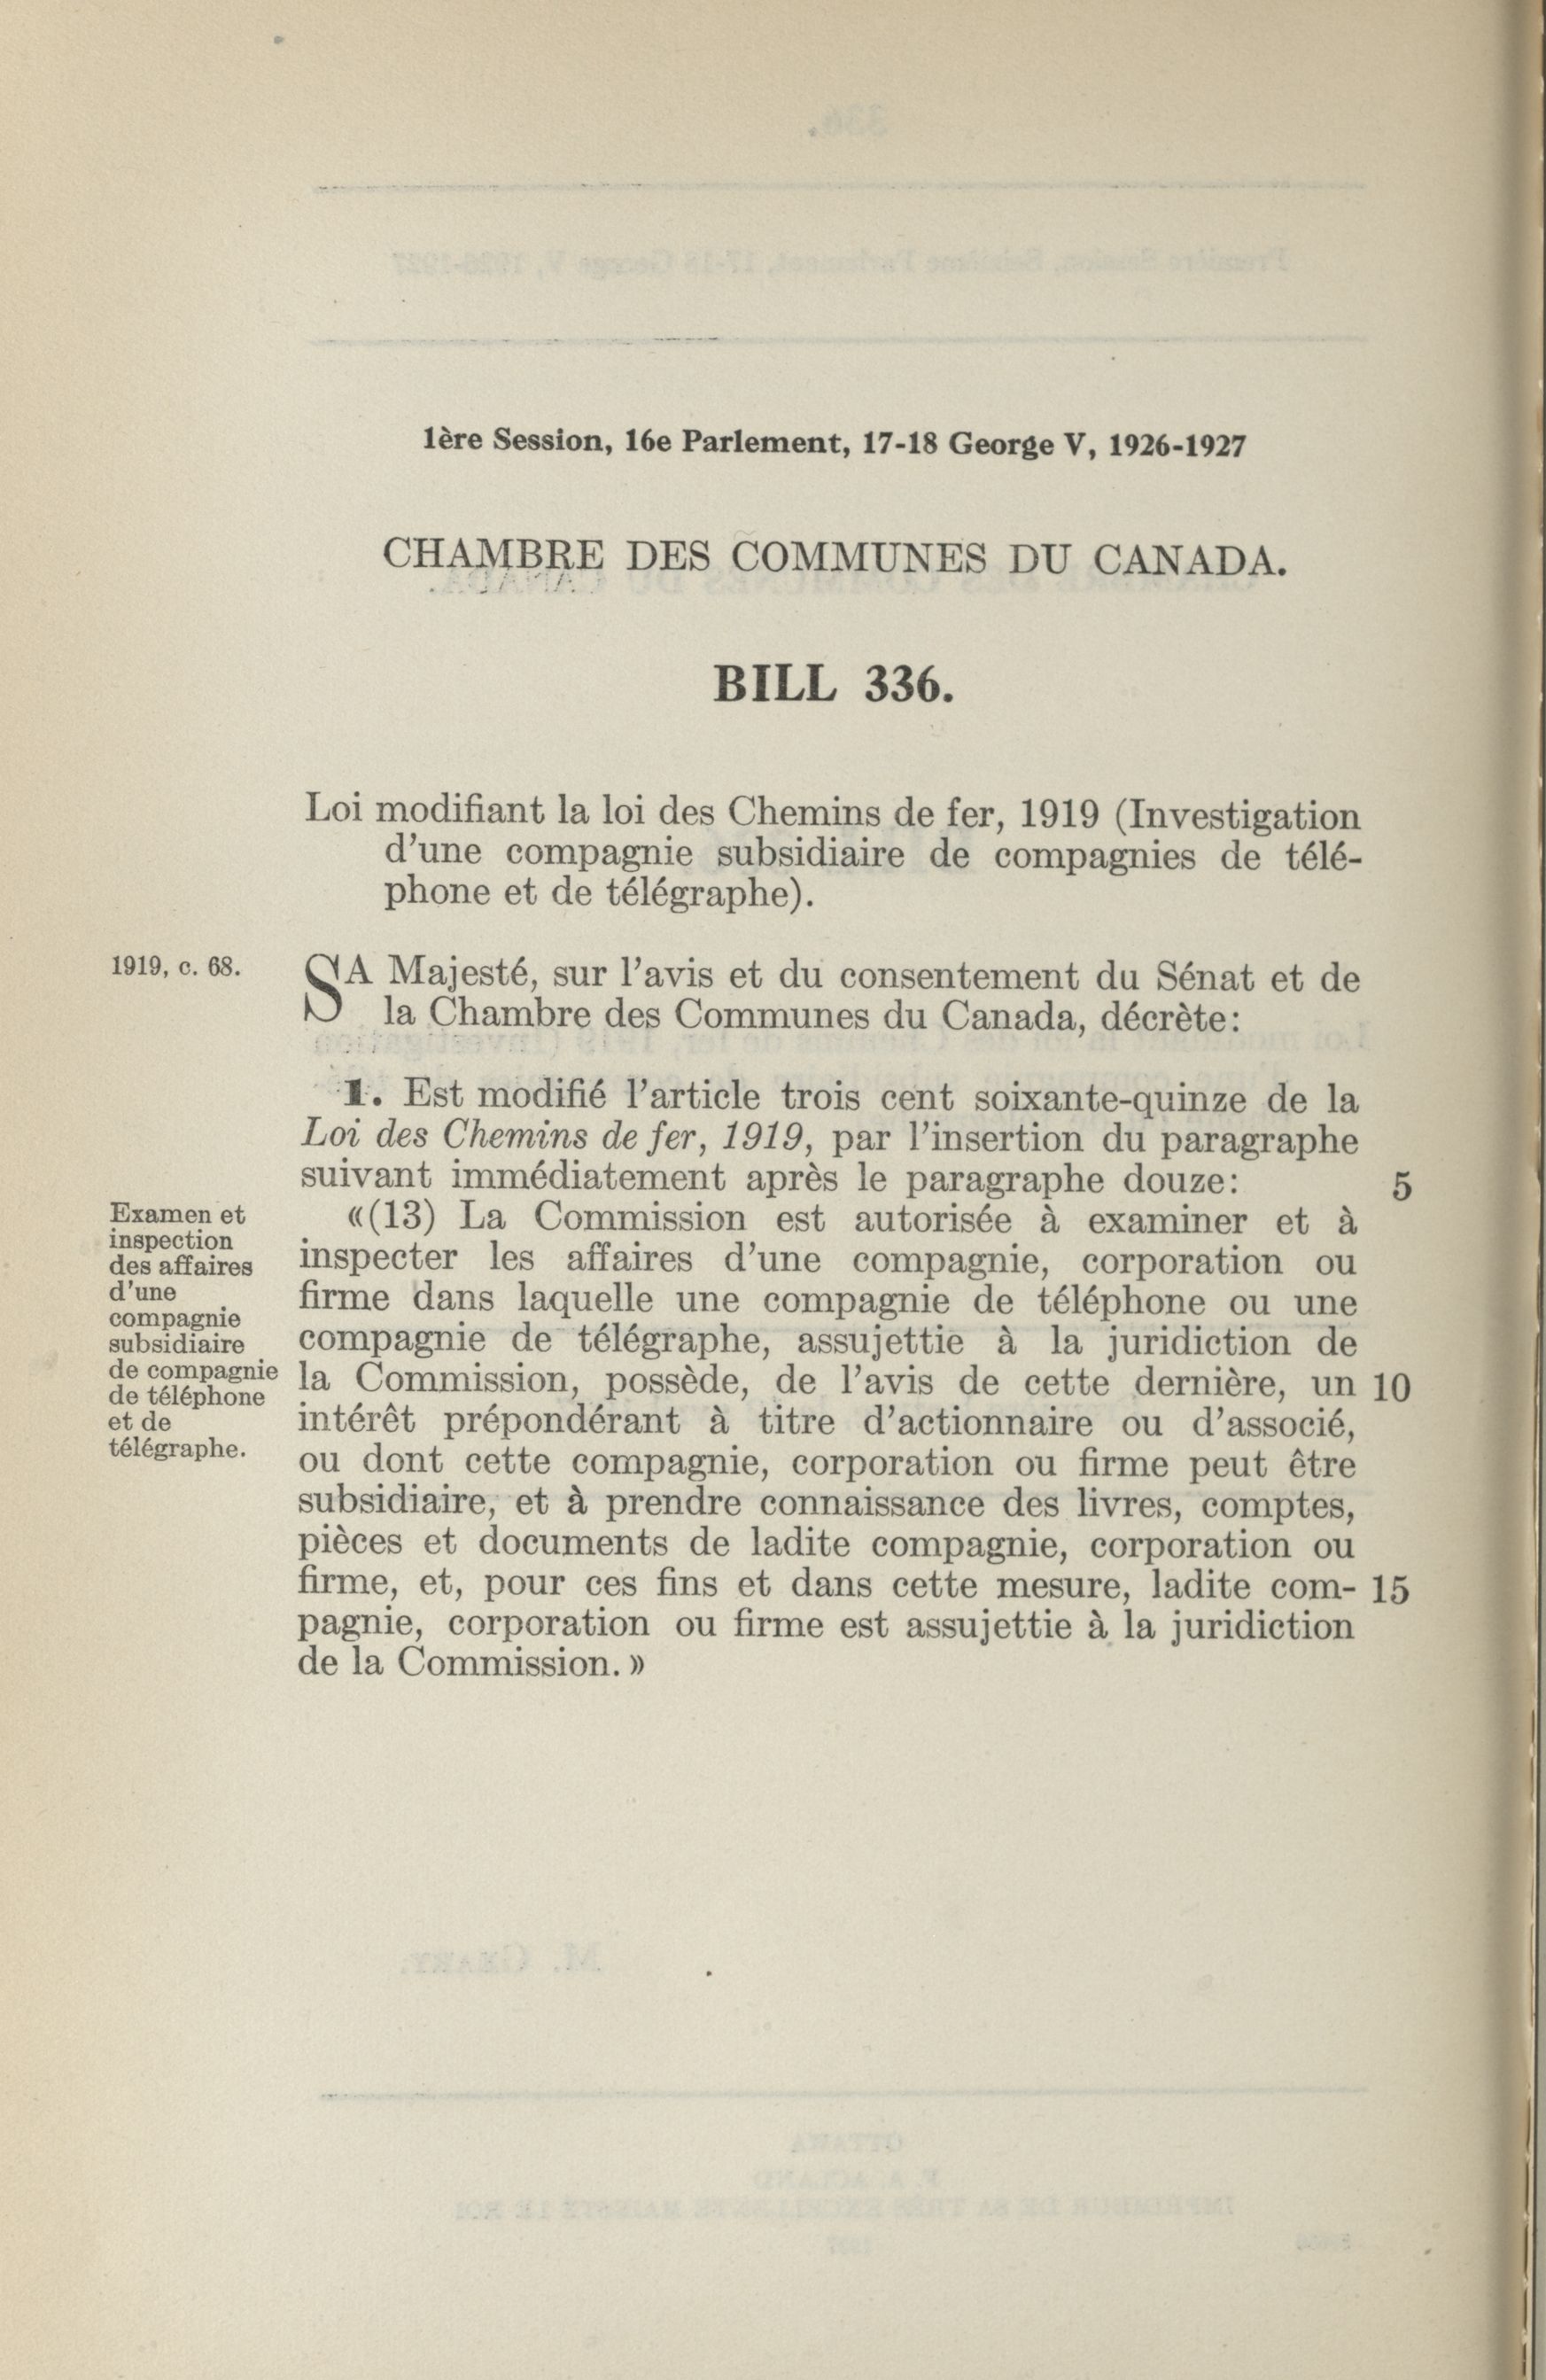 1ère Session, 16e Parlement, 17-18 George V, 1926-1927
CHAMBRE DES COMMUNES DU CANADA.
BILL 336.
Loi modifiant la loi des Chemins de fer, 1919 (Investigation
d'une compagnie subsidiaire de compagnies de télé-
phone et de télégraphe).
1919, c. 68.
SA Majesté, sur l'avis et du consentement du Sénat et de
la Chambre des Communes du Canada, décrète:
1. Est modifié l'article trois cent soixante-quinze de la
Loi des Chemins de fer, 1919, par l'insertion du paragraphe
suivant immédiatement après le paragraphe douze: 5
Examen et
inspection
des affaires
d'une
compagnie
subsidiaire
de compagnie
de téléphone
et de
télégraphe.
«(13) La Commission est autorisée à examiner et à
inspecter les affaires d'une compagnie, corporation ou
firme dans laquelle une compagnie de téléphone ou une
compagnie de télégraphe, assujettie à la juridiction de
la Commission, possède, de l'avis de cette dernière, un 10
intérêt prépondérant à titre d'actionnaire ou d'associé,
ou dont cette compagnie, corporation ou firme peut être
subsidiaire, et à prendre connaissance des livres, comptes,
pièces et documents de ladite compagnie, corporation ou
firme, et, pour ces fins et dans cette mesure, ladite com- 15
pagnie, corporation ou firme est assujettie à la juridiction
de la Commission.»